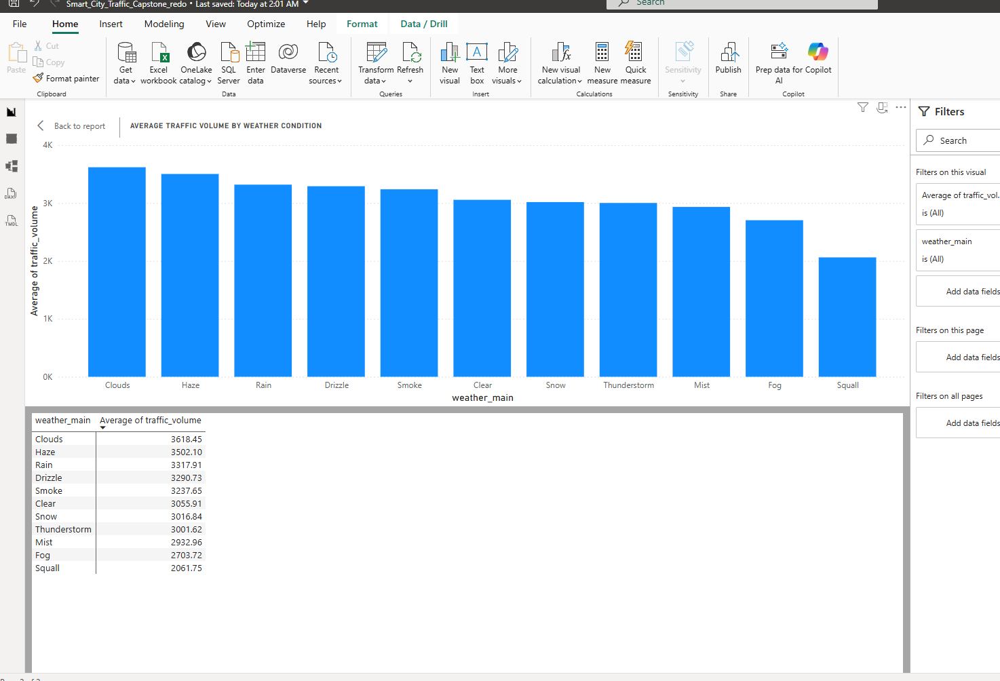 Smart_City_Traffic_Capstone_redo • Last saved: Today at 2:01 AM
Search
File Home Insert Modeling View Optimize Help Format Data / Drill
Paste
Cut
Copy
Format painter
Clipboard
Get data
Excel workbook
OneLake catalog
SQL Server
Enter data
Dataverse
Recent sources
Data
Transform data
Refresh
Queries
New visual
Text box
More visuals
Insert
New visual calculation
New measure
Quick measure
Calculations
Sensitivity
Sensitivity
Publish
Share
Prep data for AI
Copilot
Copilot
DAX
TMDL
Back to report
AVERAGE TRAFFIC VOLUME BY WEATHER CONDITION
Average of traffic_volume
4K
3K
2K
1K
0K
Clouds Haze Rain Drizzle Smoke Clear Snow Thunderstorm Mist Fog Squall
weather_main
weather_main Average of traffic_volume
Clouds 3618.45
Haze 3502.10
Rain 3317.91
Drizzle 3290.73
Smoke 3237.65
Clear 3055.91
Snow 3016.84
Thunderstorm 3001.62
Mist 2932.96
Fog 2703.72
Squall 2061.75
Filters
Search
Filters on this visual
Average of traffic_vol.
is (All)
weather_main
is (All)
Add data fields
Filters on this page
Add data fields
Filters on all pages
Add data fields